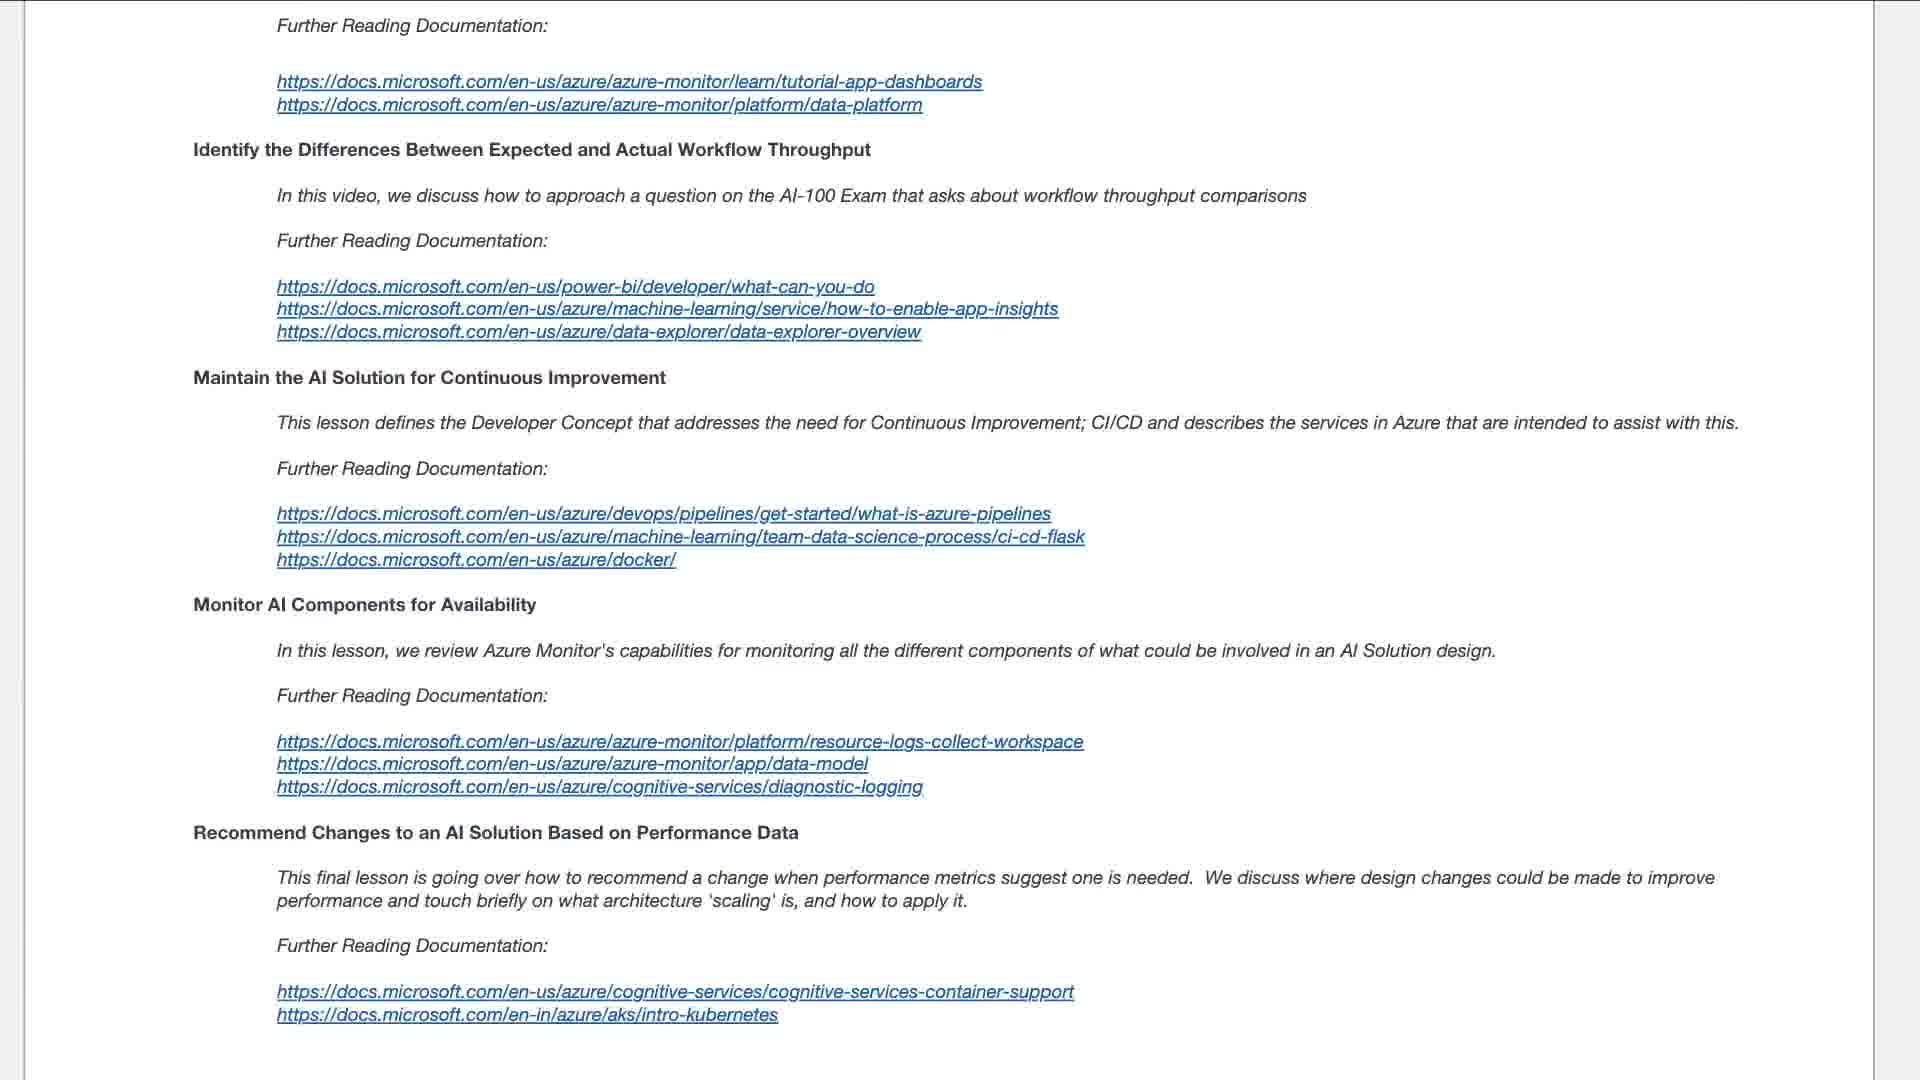 Further Reading Documentation:
https://docs.microsoft.com/en-us/azure/azure-monitor/learn/tutorial-app-dashboards
https://docs.microsoft.com/en-us/azure/azure-monitor/platform/data-platform
Identify the Differences Between Expected and Actual Workflow Throughput
In this video, we discuss how to approach a question on the AI-100 Exam that asks about workflow throughput comparisons
Further Reading Documentation:
https://docs.microsoft.com/en-us/power-bi/developer/what-can-you-do
https://docs.microsoft.com/en-us/azure/machine-learning/service/how-to-enable-app-insights
https://docs.microsoft.com/en-us/azure/data-explorer/data-explorer-overview
Maintain the AI Solution for Continuous Improvement
This lesson defines the Developer Concept that addresses the need for Continuous Improvement; CI/CD and describes the services in Azure that are intended to assist with this.
Further Reading Documentation:
https://docs.microsoft.com/en-us/azure/devops/pipelines/get-started/what-is-azure-pipelines
https://docs.microsoft.com/en-us/azure/machine-learning/team-data-science-process/ci-cd-flask
https://docs.microsoft.com/en-us/azure/docker/
Monitor AI Components for Availability
In this lesson, we review Azure Monitor's capabilities for monitoring all the different components of what could be involved in an AI Solution design.
Further Reading Documentation:
https://docs.microsoft.com/en-us/azure/azure-monitor/platform/resource-logs-collect-workspace
https://docs.microsoft.com/en-us/azure/azure-monitor/app/data-model
https://docs.microsoft.com/en-us/azure/cognitive-services/diagnostic-logging
Recommend Changes to an AI Solution Based on Performance Data
This final lesson is going over how to recommend a change when performance metrics suggest one is needed.  We discuss where design changes could be made to improve
performance and touch briefly on what architecture 'scaling' is, and how to apply it.
Further Reading Documentation:
https://docs.microsoft.com/en-us/azure/cognitive-services/cognitive-services-container-support
https://docs.microsoft.com/en-in/azure/aks/intro-kubernetes